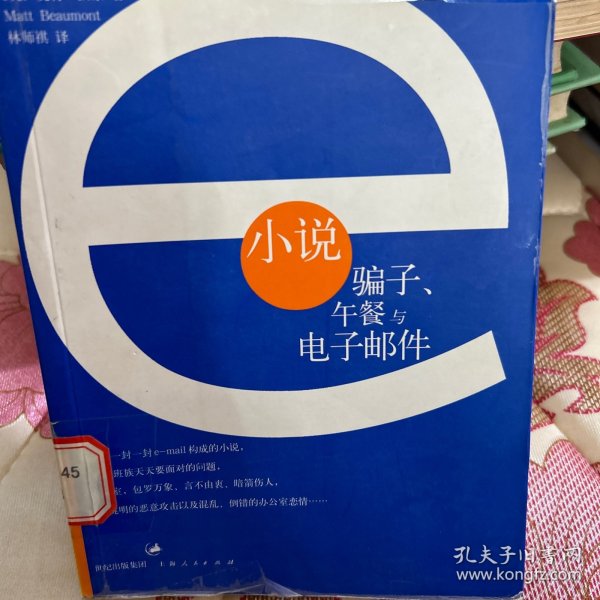 Matt Beaumont
林师祺 译
小说
骗子、
午餐与
电子邮件
一封一封e-mail构成的小说，
班族天天要面对的问题，
室、包罗万象、言不由衷、暗箭伤人，
明的恶意攻击以及混乱、倒错的办公室恋情……
45
世纪出版集团 上海人民出版社
孔夫子旧书网
www.kongfz.com